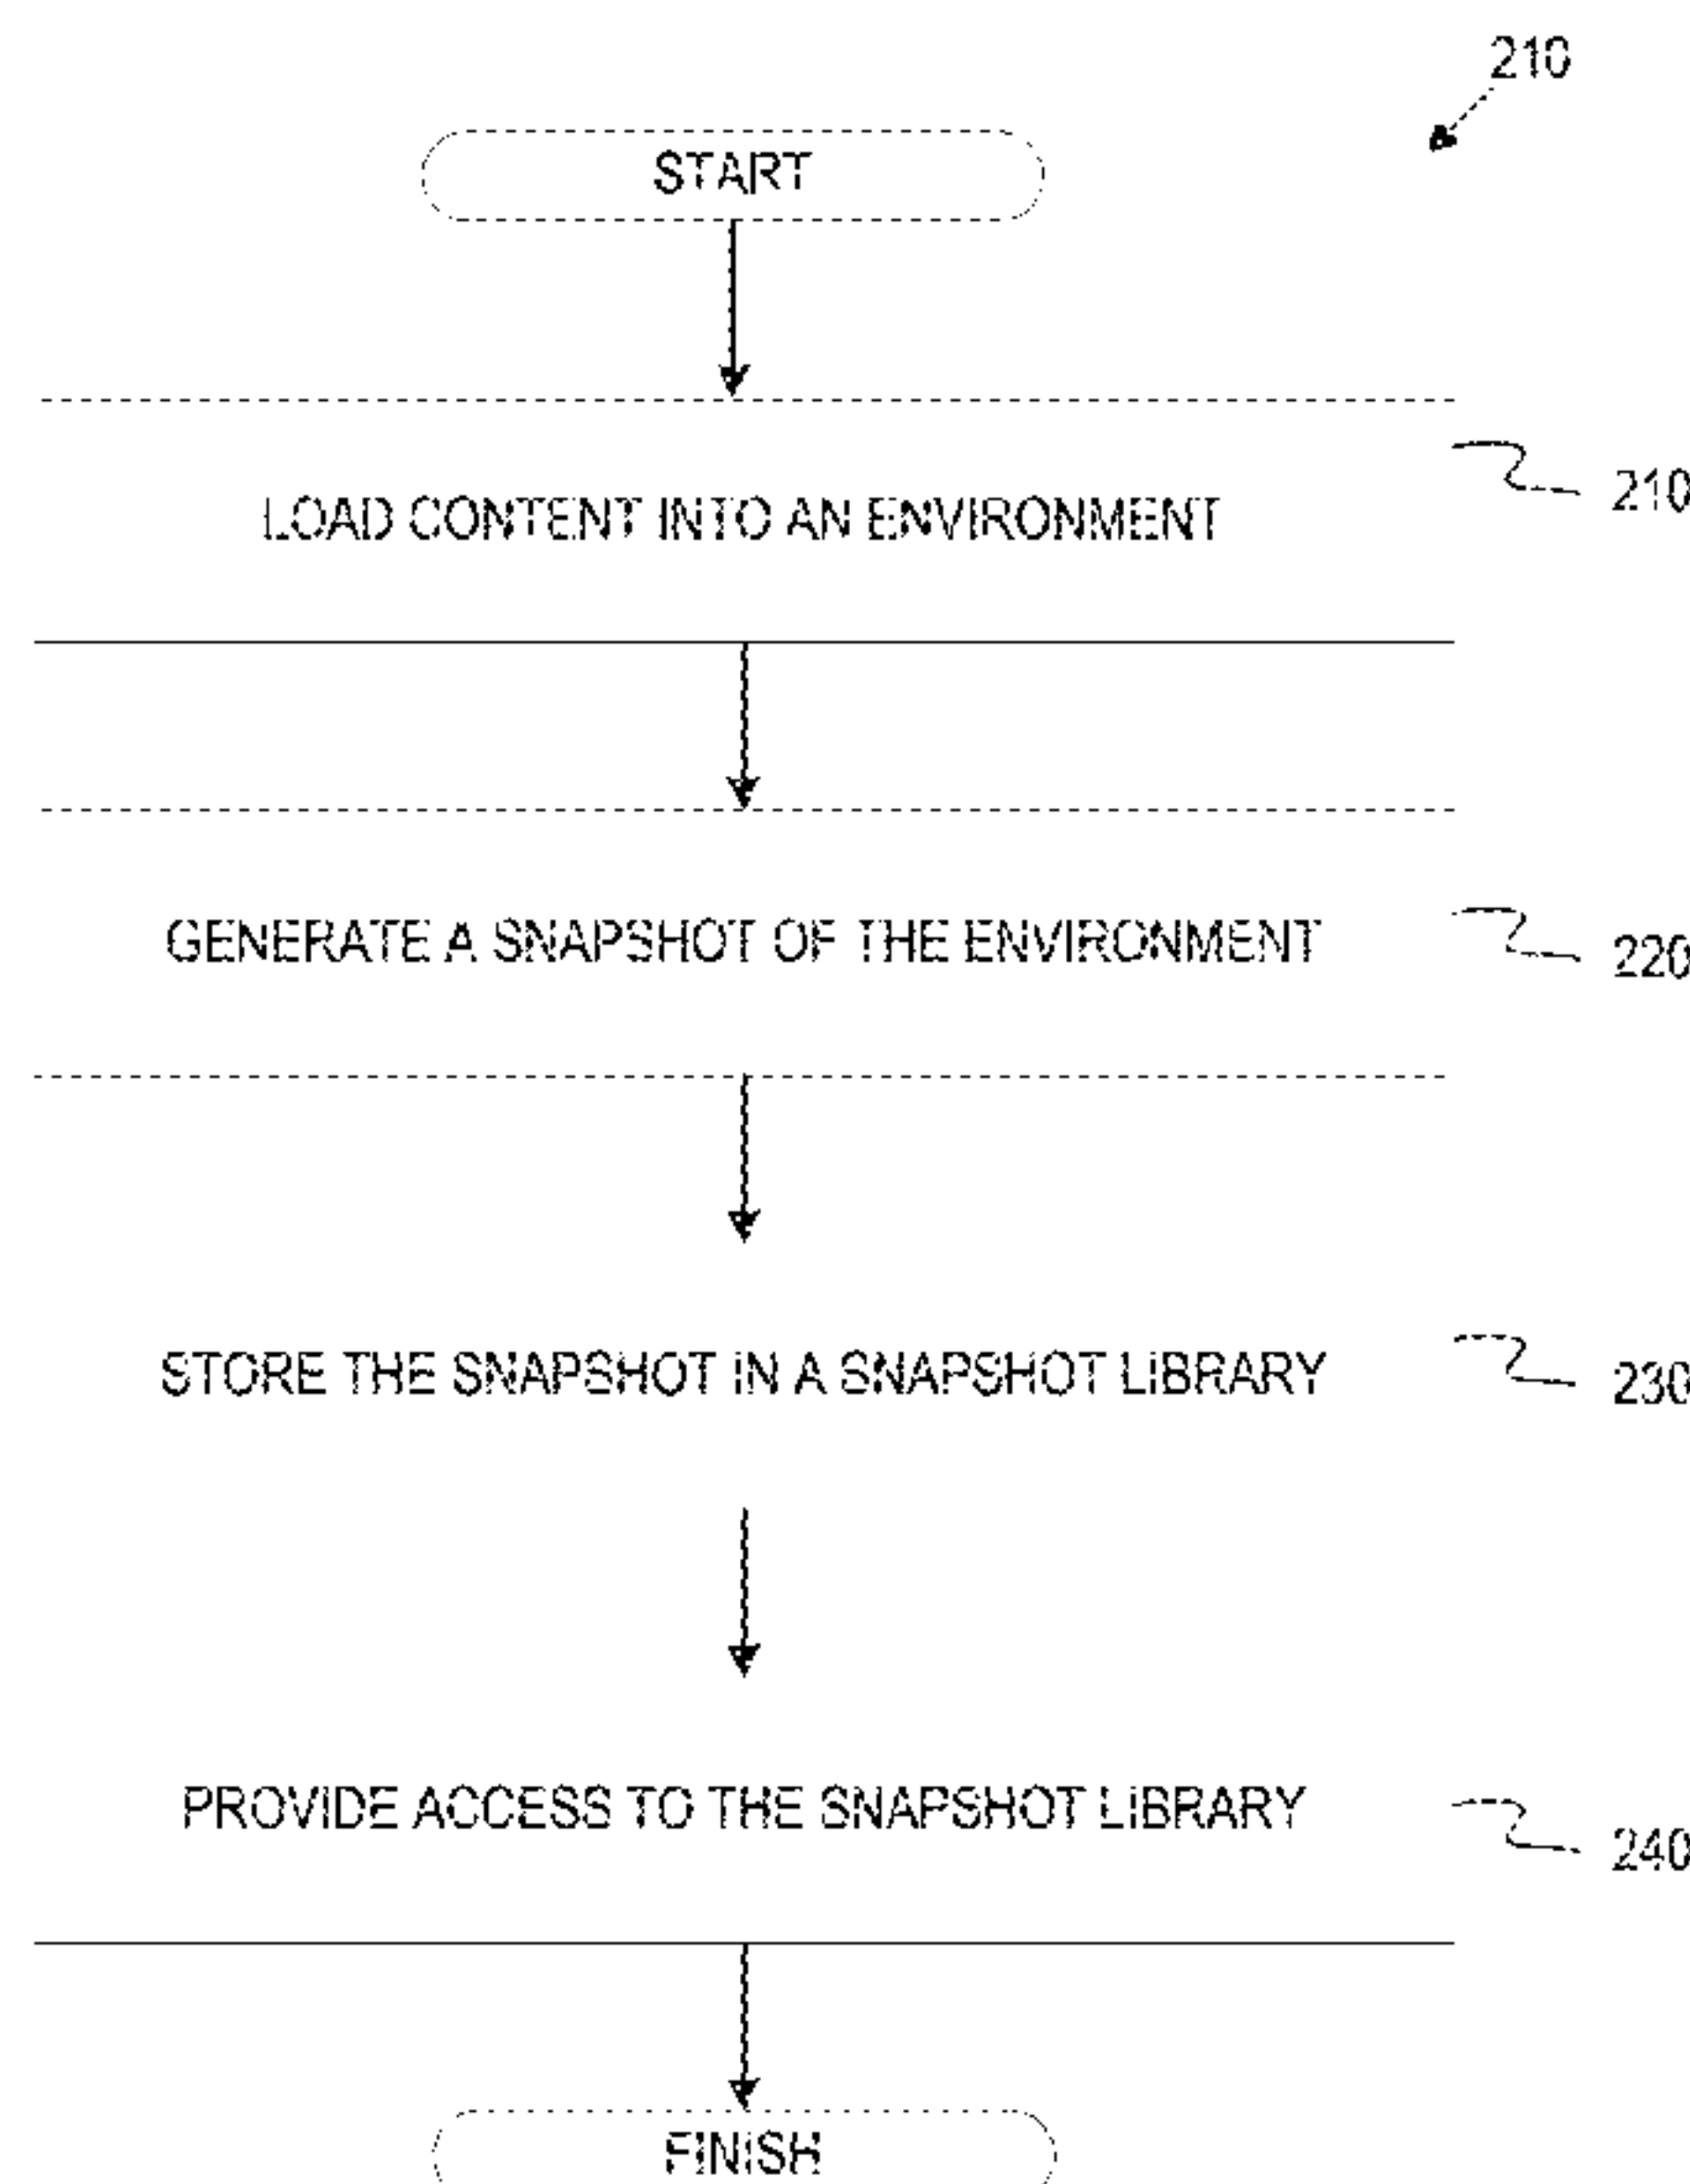 210
START
LOAD CONTENT INTO AN ENVIRONMENT
210
GENERATE A SNAPSHOT OF THE ENVIRONMENT
220
STORE THE SNAPSHOT IN A SNAPSHOT LIBRARY
230
PROVIDE ACCESS TO THE SNAPSHOT LIBRARY
240
FINISH